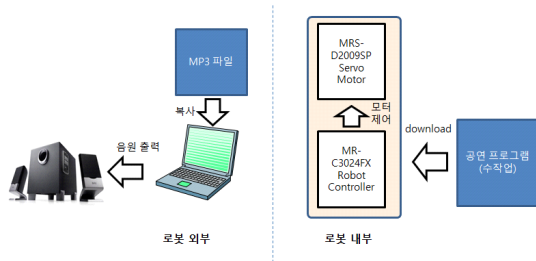 MP3 파일
복사
음원 출력
로봇 외부
MRS-
D2009SP
Servo
Motor
모터
제어
MR-
C3024FX
Robot
Controller
download
공연 프로그램
(수작업)
로봇 내부